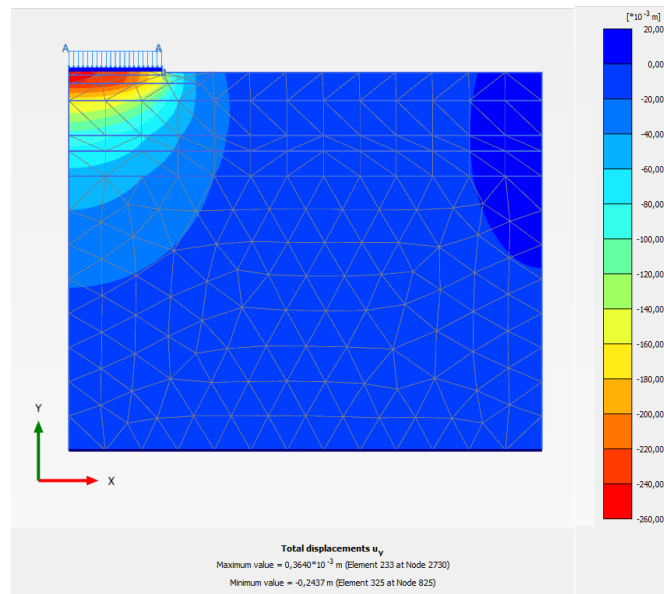 [*10 -3 m]
A A
20,00
0,00
-20,00
-40,00
-60,00
-80,00
-100,00
-120,00
-140,00
-160,00
-180,00
-200,00
-220,00
-240,00
-260,00
Y
X
Total displacements uy
Maximum value = 0,3640*10 -3 m (Element 233 at Node 2730)
Minimum value = -0,2437 m (Element 325 at Node 825)